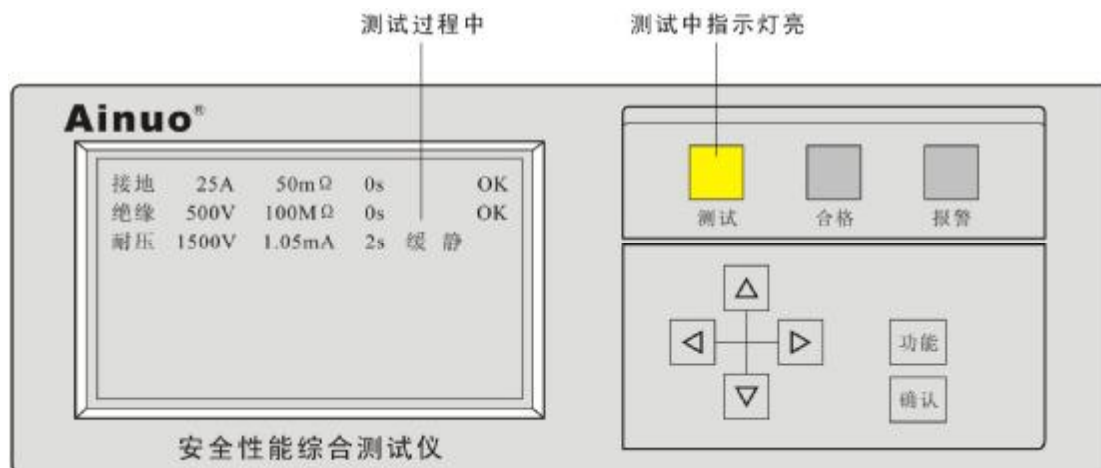 测试过程中 测试中指示灯亮
Ainuo®
接地 25A 50mΩ 0s OK
绝缘 500V 100MΩ 0s OK
耐压 1500V 1.05mA 2s 缓 静
安全性能综合测试仪
测试 合格 报警
功能
确认